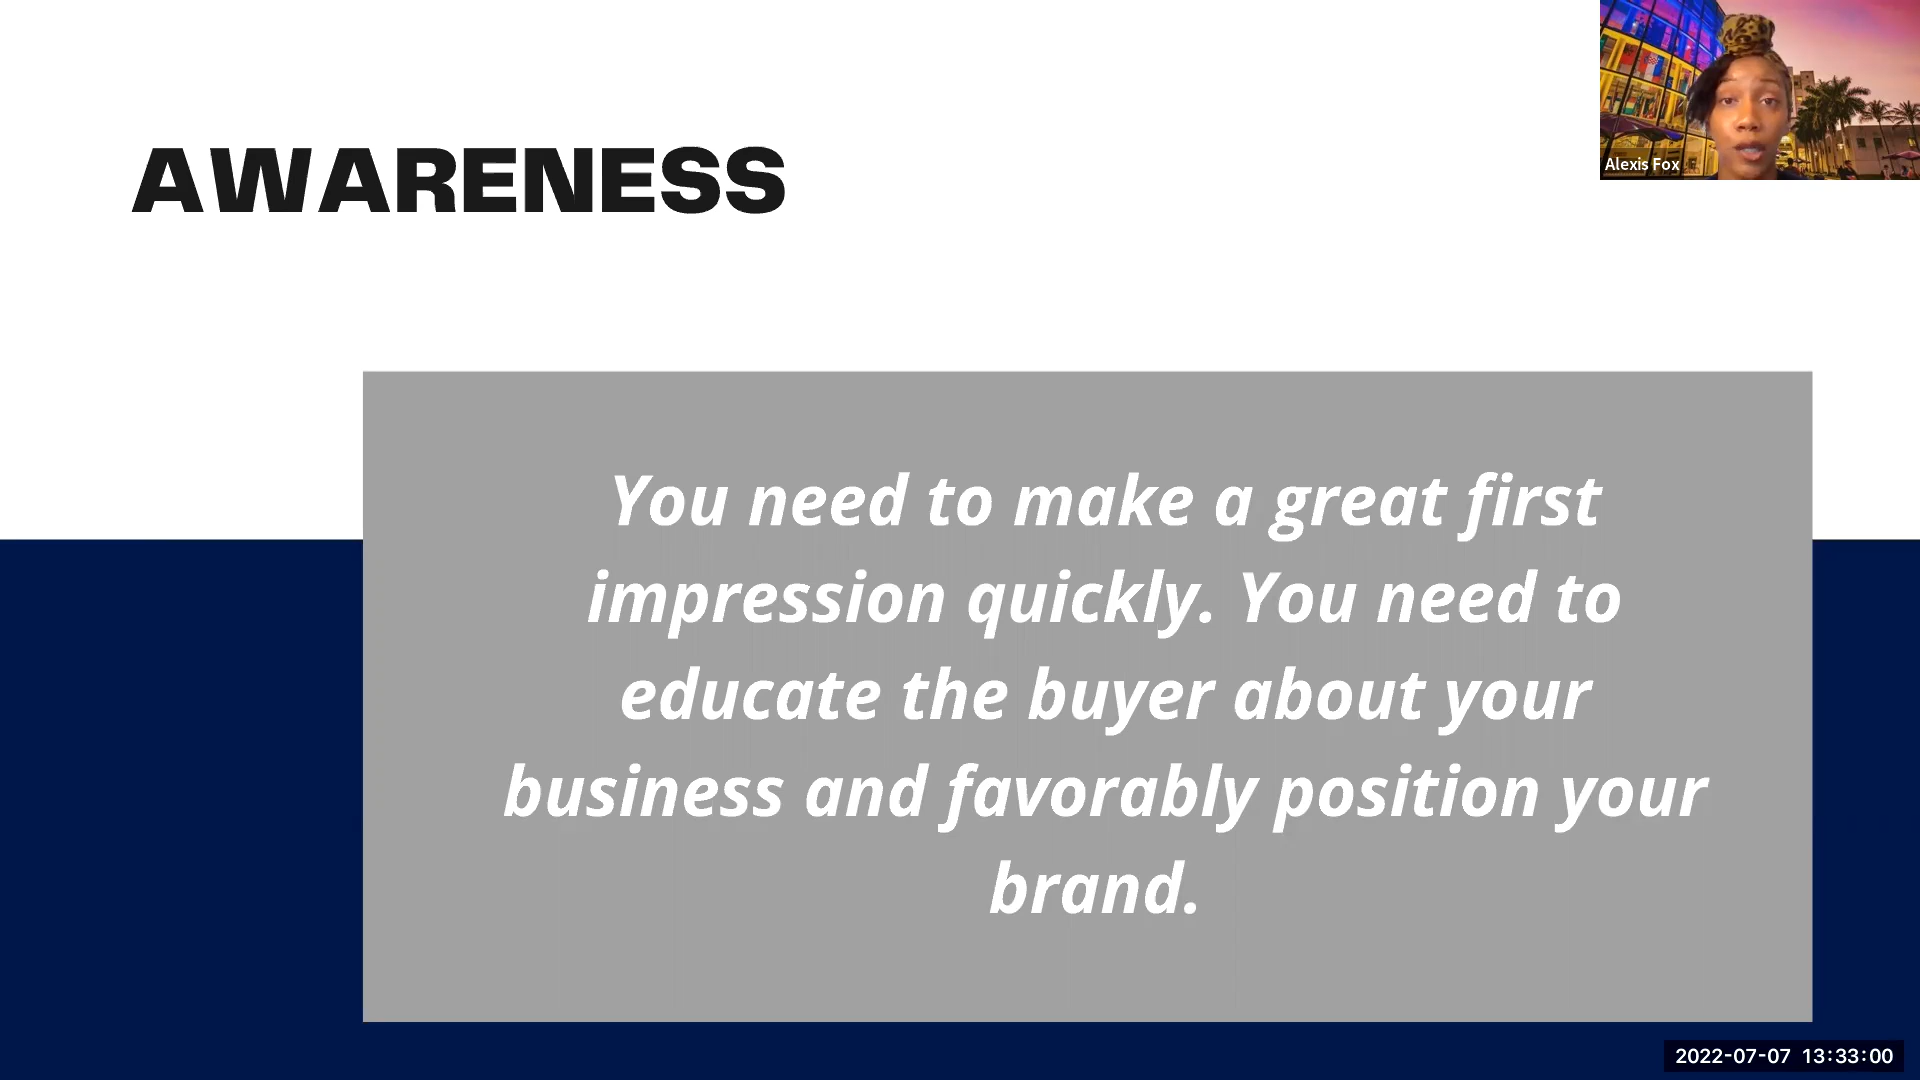 AWARENESS
Alexis Fox
You need to make a great first
impression quickly. You need to
educate the buyer about your
business and favorably position your
brand.
2022-07-07 13:33:00